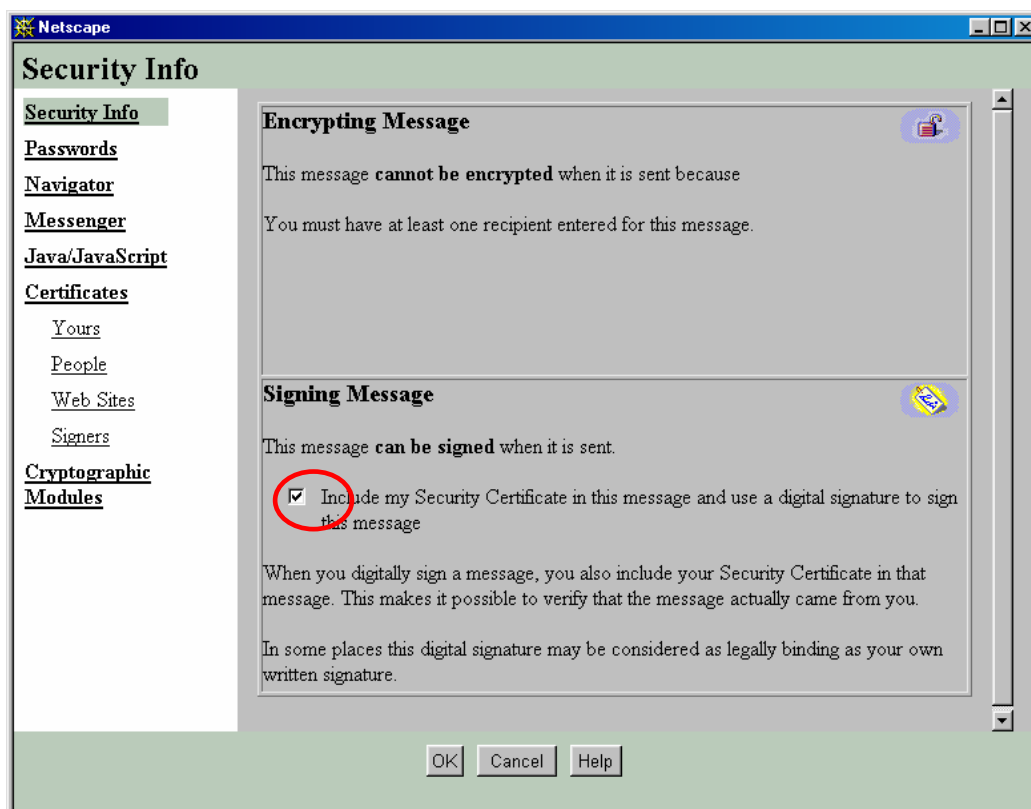 Netscape
Security Info
Security Info
Passwords
Navigator
Messenger
Java/JavaScript
Certificates
Yours
People
Web Sites
Signers
Cryptographic
Modules
Encrypting Message
This message cannot be encrypted when it is sent because
You must have at least one recipient entered for this message.
Signing Message
This message can be signed when it is sent.
Include my Security Certificate in this message and use a digital signature to sign
this message
When you digitally sign a message, you also include your Security Certificate in that
message. This makes it possible to verify that the message actually came from you.
In some places this digital signature may be considered as legally binding as your own
written signature.
OK Cancel Help